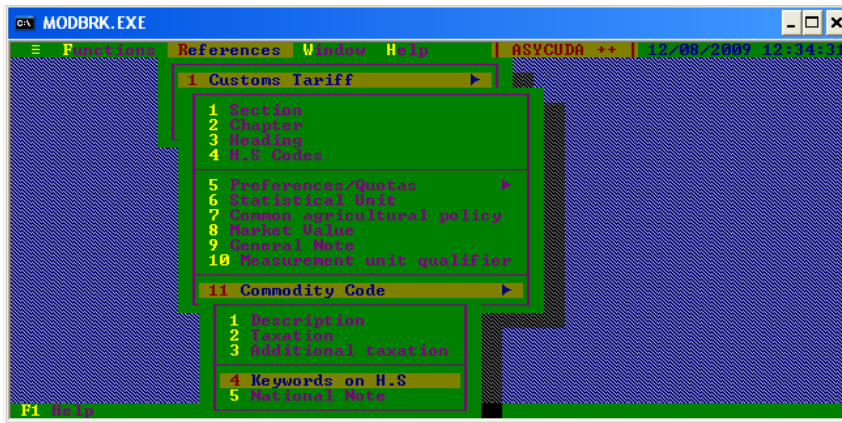 MODBRK.EXE
≡ Functions References Window Help | ASYCUDA ++ | 12/08/2009 12:34:31
1 Customs Tariff ►
1 Section
2 Chapter
3 Heading
4 H.S Codes
5 Preferences/Quotas ►
6 Statistical Unit
7 Common agricultural policy
8 Market Value
9 General Note
10 Measurement unit qualifier
11 Commodity Code ►
1 Description
2 Taxation
3 Additional taxation
4 Keywords on H.S
5 National Note
F1 Help